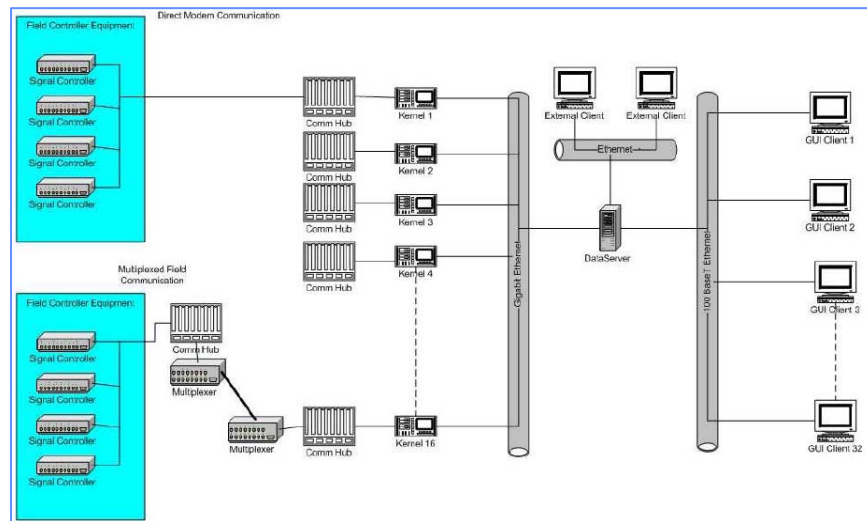 Direct Modem Communication
Field Controller Equipment
Signal Controller
Signal Controller
Signal Controller
Signal Controller
Comm Hub
Kernel 1
Comm Hub
Kernel 2
Comm Hub
Kernel 3
Comm Hub
Kernel 4
External Client
External Client
Ethernet
DataServer
Gigabit Ethernet
100 BaseT Ethernet
GUI Client 1
GUI Client 2
GUI Client 3
GUI Client 32
Multiplexed Field
Communication
Field Controller Equipment
Signal Controller
Signal Controller
Signal Controller
Signal Controller
Comm Hub
Multiplexer
Multiplexer
Comm Hub
Kernel 16